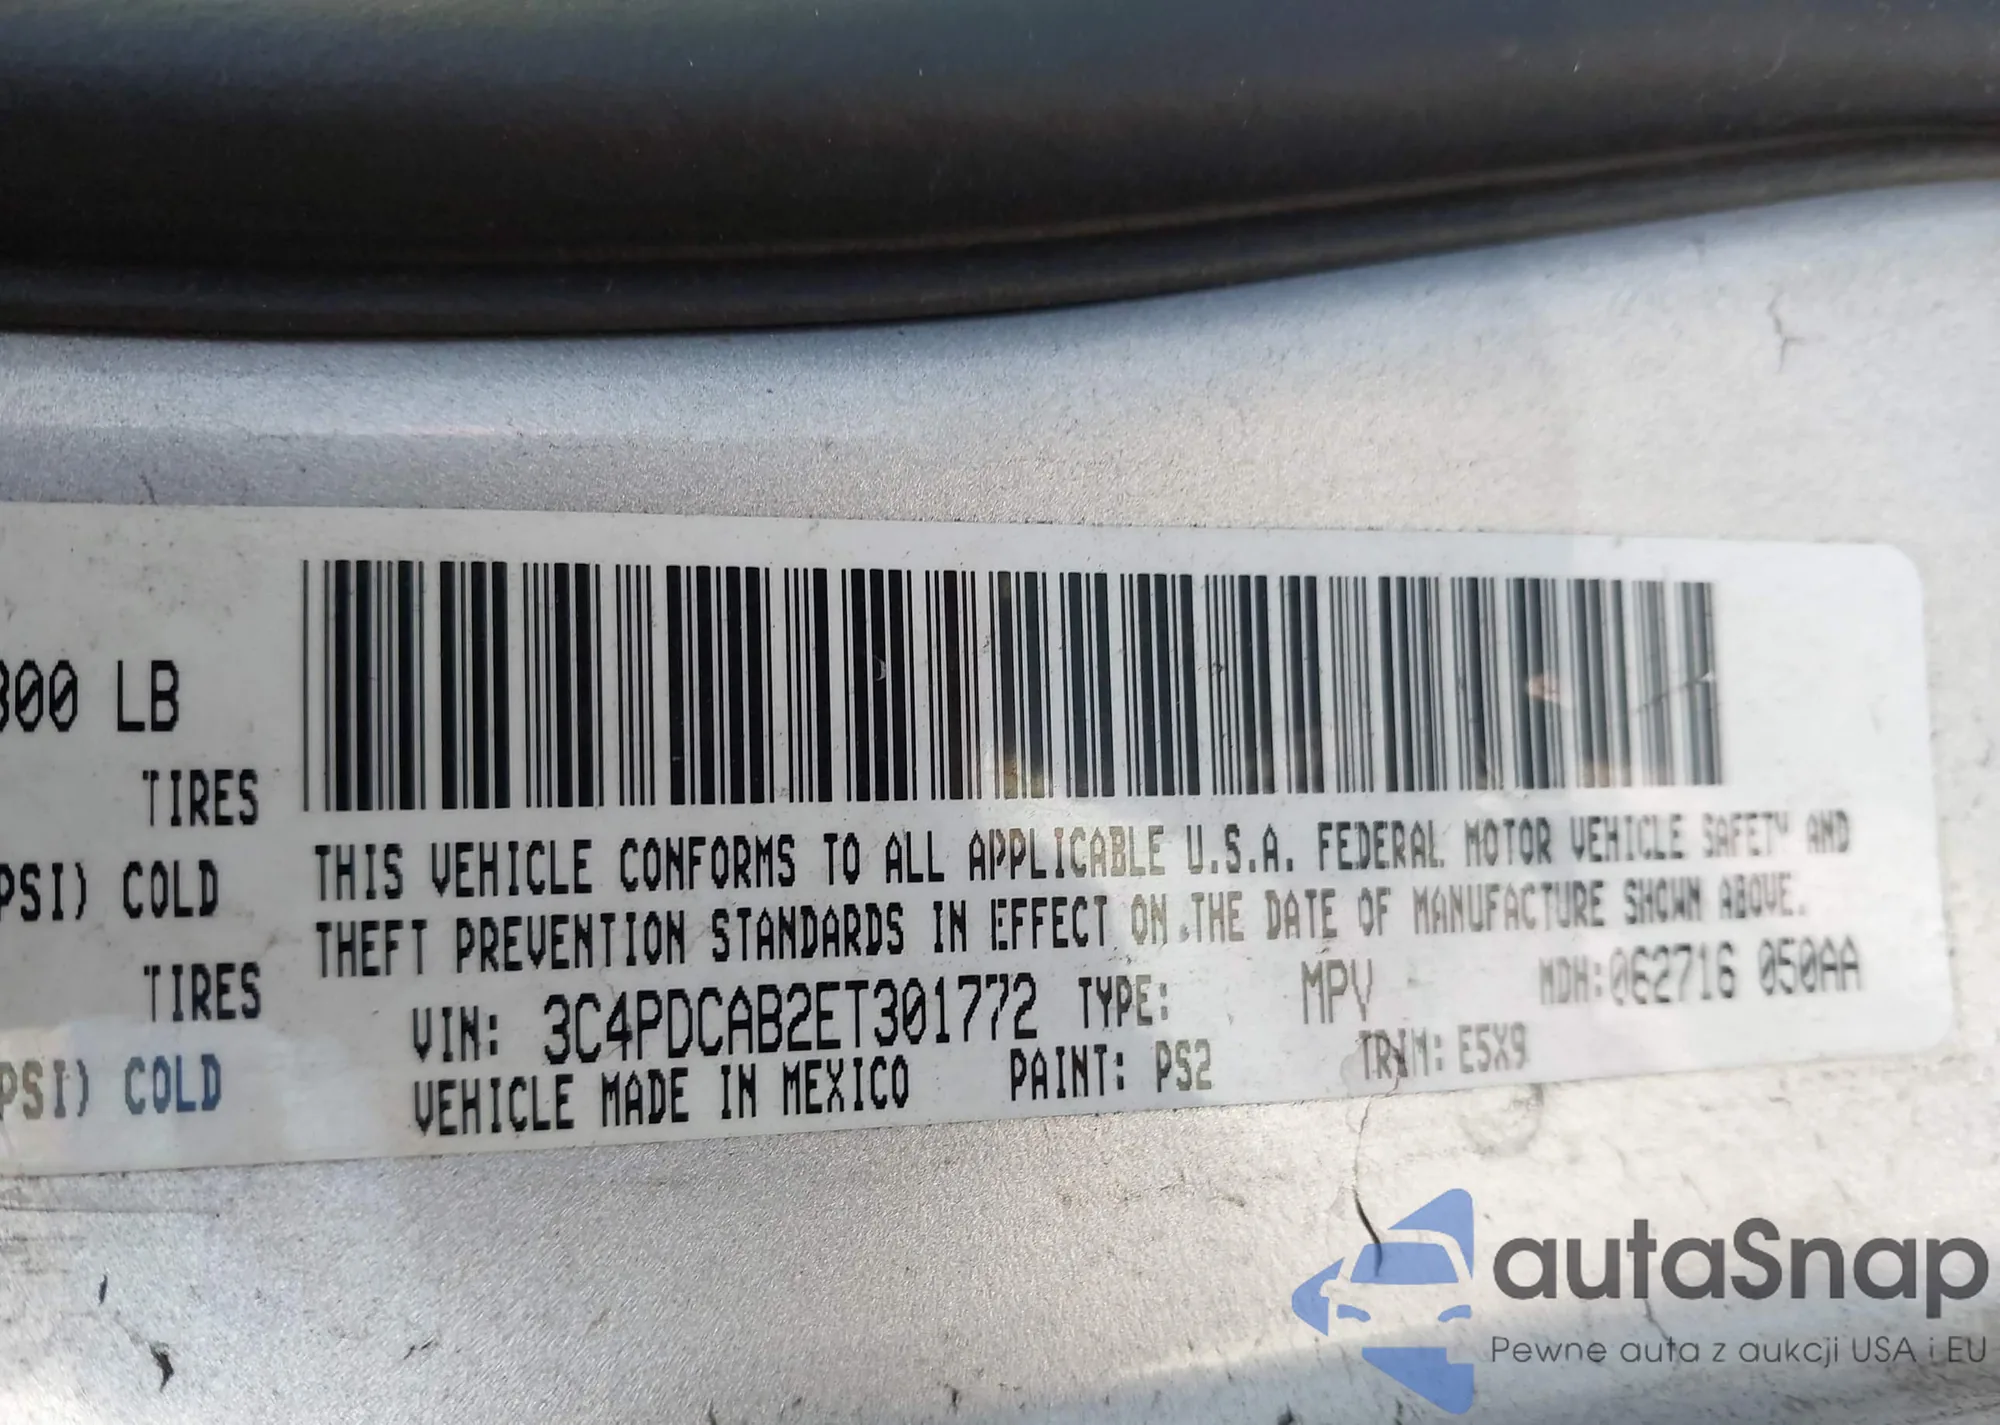 300 LB
TIRES
PSI) COLD
TIRES
PSI) COLD
THIS VEHICLE CONFORMS TO ALL APPLICABLE U.S.A. FEDERAL MOTOR VEHICLE SAFETY AND
THEFT PREVENTION STANDARDS IN EFFECT ON THE DATE OF MANUFACTURE SHOWN ABOVE.
VIN: 3C4PDCAB2ET301772 TYPE: MPV MDH: 062716 050AA
VEHICLE MADE IN MEXICO PAINT: PS2 TRIM: E5X9
autaSnap
Pewne auta z aukcji USA i EU